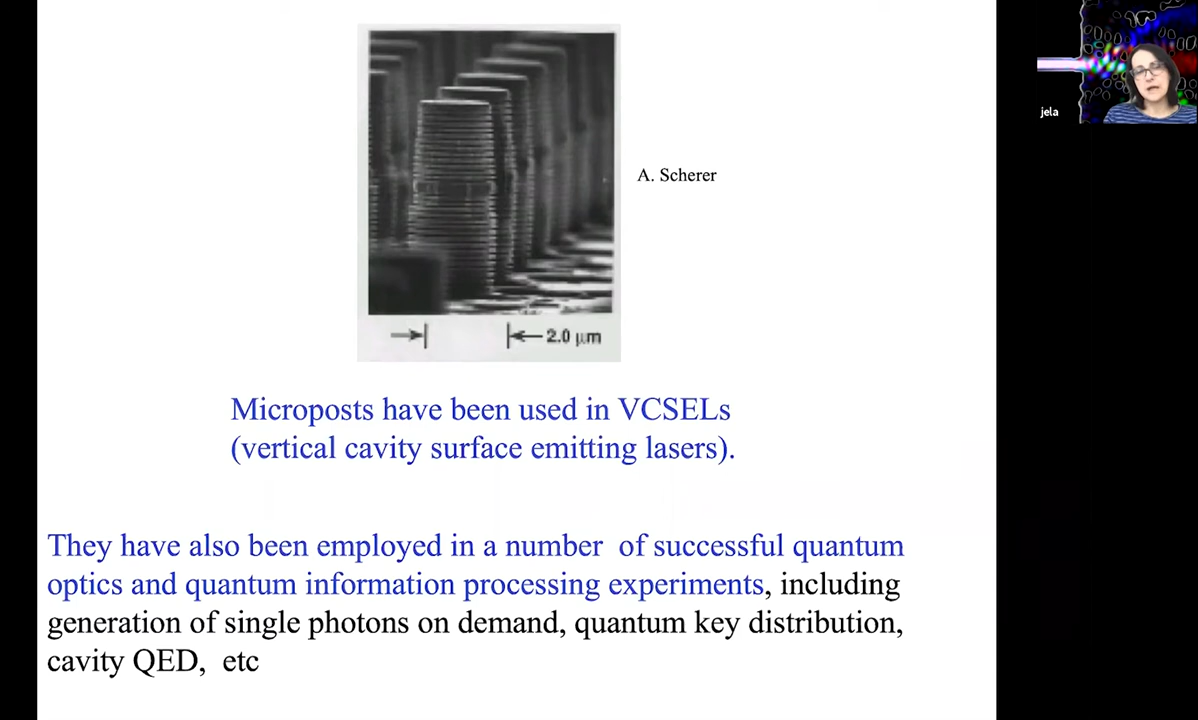 jela
A. Scherer
2.0 µm
Microposts have been used in VCSELs
(vertical cavity surface emitting lasers).
They have also been employed in a number of successful quantum
optics and quantum information processing experiments, including
generation of single photons on demand, quantum key distribution,
cavity QED, etc